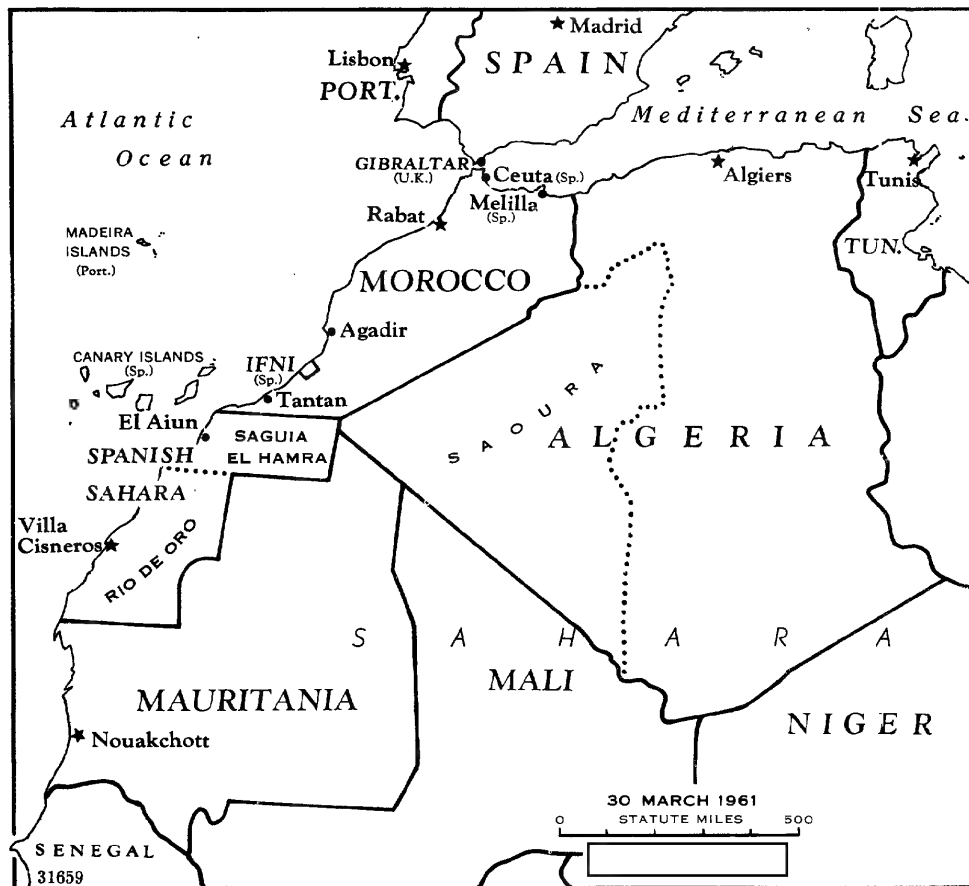 Madrid
Lisbon
SPAIN
PORT.
Atlantic
Ocean
Mediterranean Sea.
GIBRALTAR
(U.K.)
Ceuta (Sp.)
Melilla
(Sp.)
Algiers
Tunis
Rabat
TUN.
MADEIRA
ISLANDS
(Port.)
MOROCCO
Agadir
CANARY ISLANDS
(Sp.)
IFNI
(Sp.)
Tantan
El Aiun
SAGUIA
EL HAMRA
SAOURA
ALGERIA
SPANISH
SAHARA
Villa
Cisneros
RIO DE ORO
SAHARA
MAURITANIA
MALI
NIGER
Nouakchott
30 MARCH 1961
STATUTE MILES
0 500
SENEGAL
31659